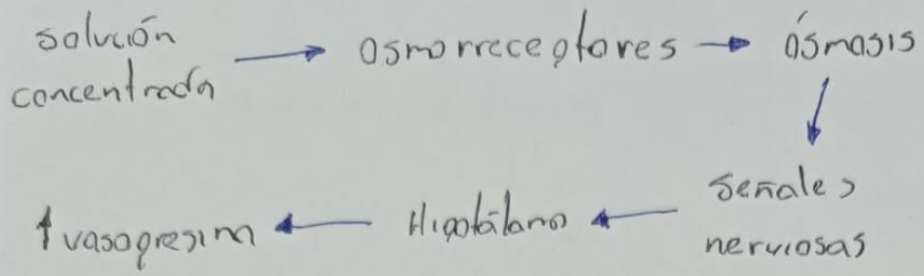 solución
concentrada → osmorreceptores → ósmosis
↓
señales
nerviosas
↑ vasopresina ← Hipotálamo ←